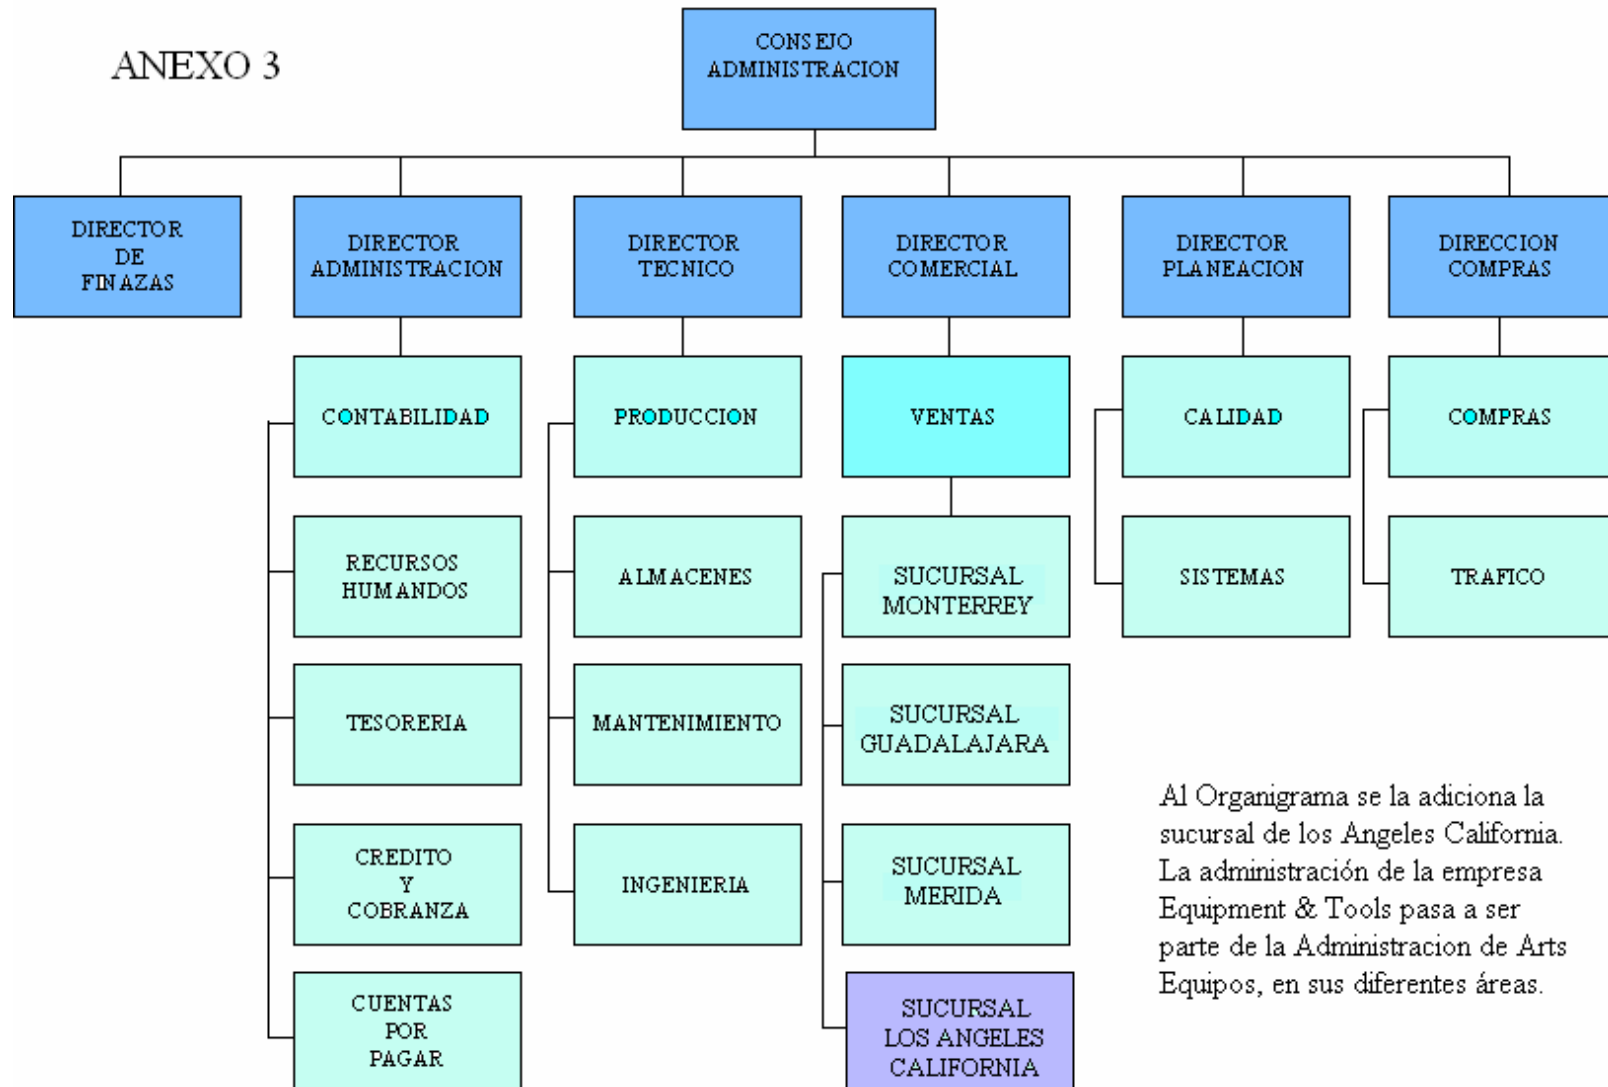 ANEXO 3
CONSEJO
ADMINISTRACION
DIRECTOR
DE
FINAZAS
DIRECTOR
ADMINISTRACION
DIRECTOR
TECNICO
DIRECTOR
COMERCIAL
DIRECTOR
PLANEACION
DIRECCION
COMPRAS
CONTABILIDAD
PRODUCCION
VENTAS
CALIDAD
COMPRAS
RECURSOS
HUMANDOS
ALMACENES
SUCURSAL
MONTERREY
SISTEMAS
TRAFICO
TESORERIA
MANTENIMIENTO
SUCURSAL
GUADALAJARA
CREDITO
Y
COBRANZA
INGENIERIA
SUCURSAL
MERIDA
CUENTAS
POR
PAGAR
SUCURSAL
LOS ANGELES
CALIFORNIA
Al Organigrama se la adiciona la
sucursal de los Angeles California.
La administración de la empresa
Equipment & Tools pasa a ser
parte de la Administracion de Arts
Equipos, en sus diferentes áreas.